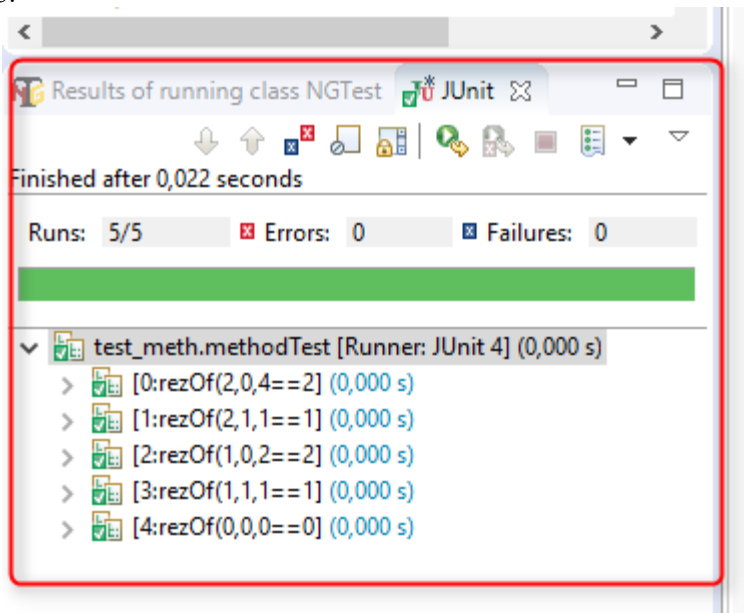 Results of running class NGTest JUnit
Finished after 0,022 seconds
Runs: 5/5 Errors: 0 Failures: 0
test_meth.methodTest [Runner: JUnit 4] (0,000 s)
[0:rezOf(2,0,4==2] (0,000 s)
[1:rezOf(2,1,1==1] (0,000 s)
[2:rezOf(1,0,2==2] (0,000 s)
[3:rezOf(1,1,1==1] (0,000 s)
[4:rezOf(0,0,0==0] (0,000 s)